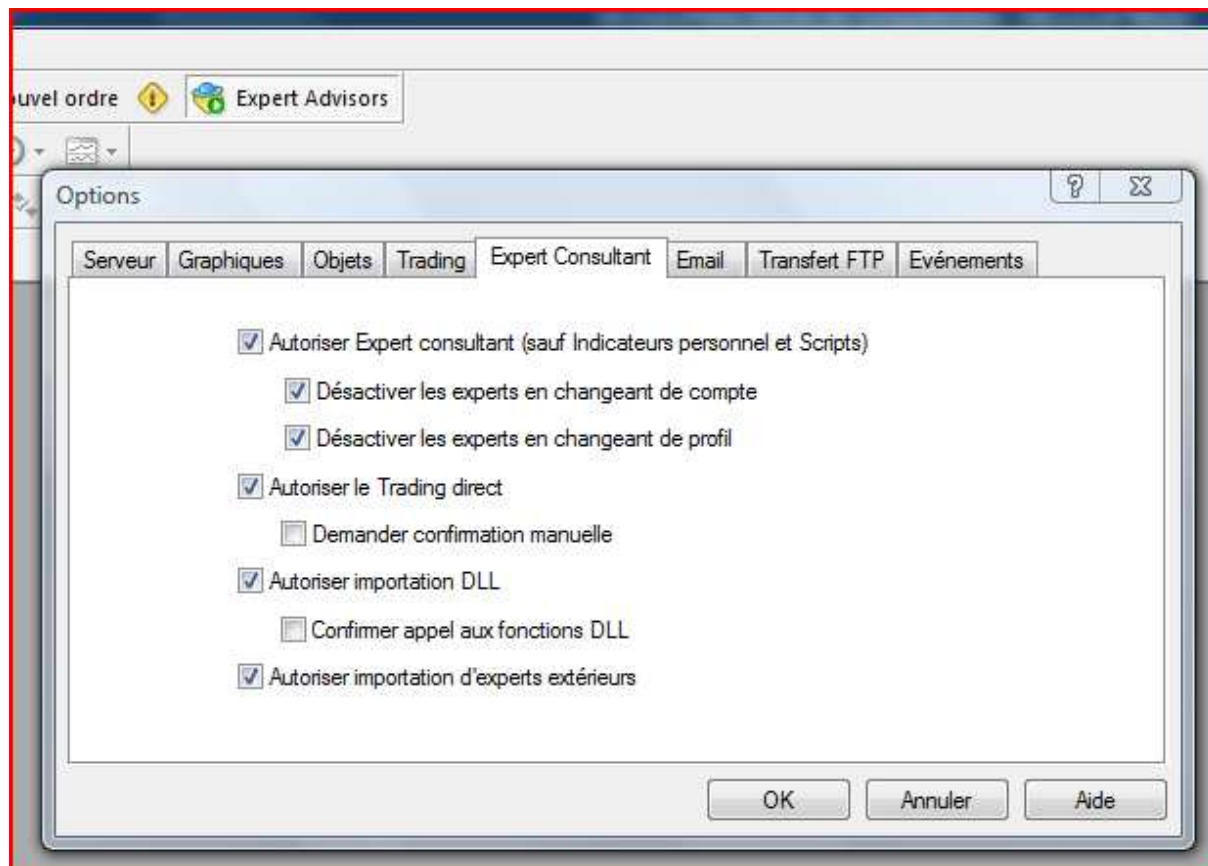 ouvel ordre Expert Advisors
Options
Serveur Graphiques Objets Trading Expert Consultant Email Transfert FTP Evénements
Autoriser Expert consultant (sauf Indicateurs personnel et Scripts)
Désactiver les experts en changeant de compte
Désactiver les experts en changeant de profil
Autoriser le Trading direct
Demander confirmation manuelle
Autoriser importation DLL
Confirmer appel aux fonctions DLL
Autoriser importation d'experts extérieurs
OK Annuler Aide